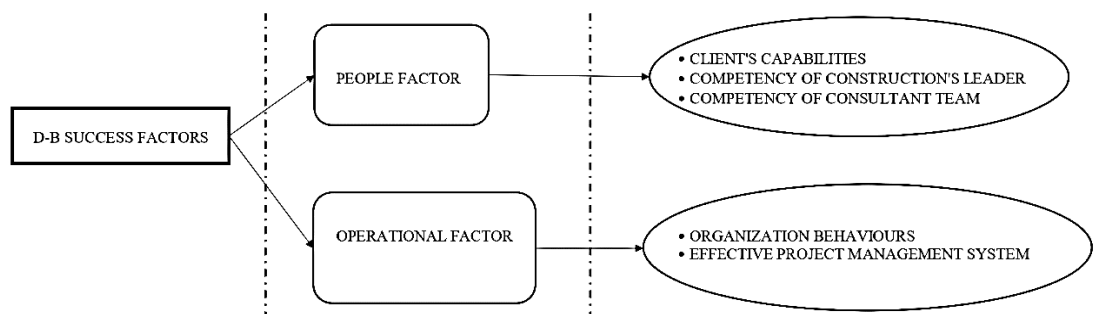 D-B SUCCESS FACTORS
PEOPLE FACTOR
• CLIENT'S CAPABILITIES
• COMPETENCY OF CONSTRUCTION'S LEADER
• COMPETENCY OF CONSULTANT TEAM
OPERATIONAL FACTOR
• ORGANIZATION BEHAVIOURS
• EFFECTIVE PROJECT MANAGEMENT SYSTEM